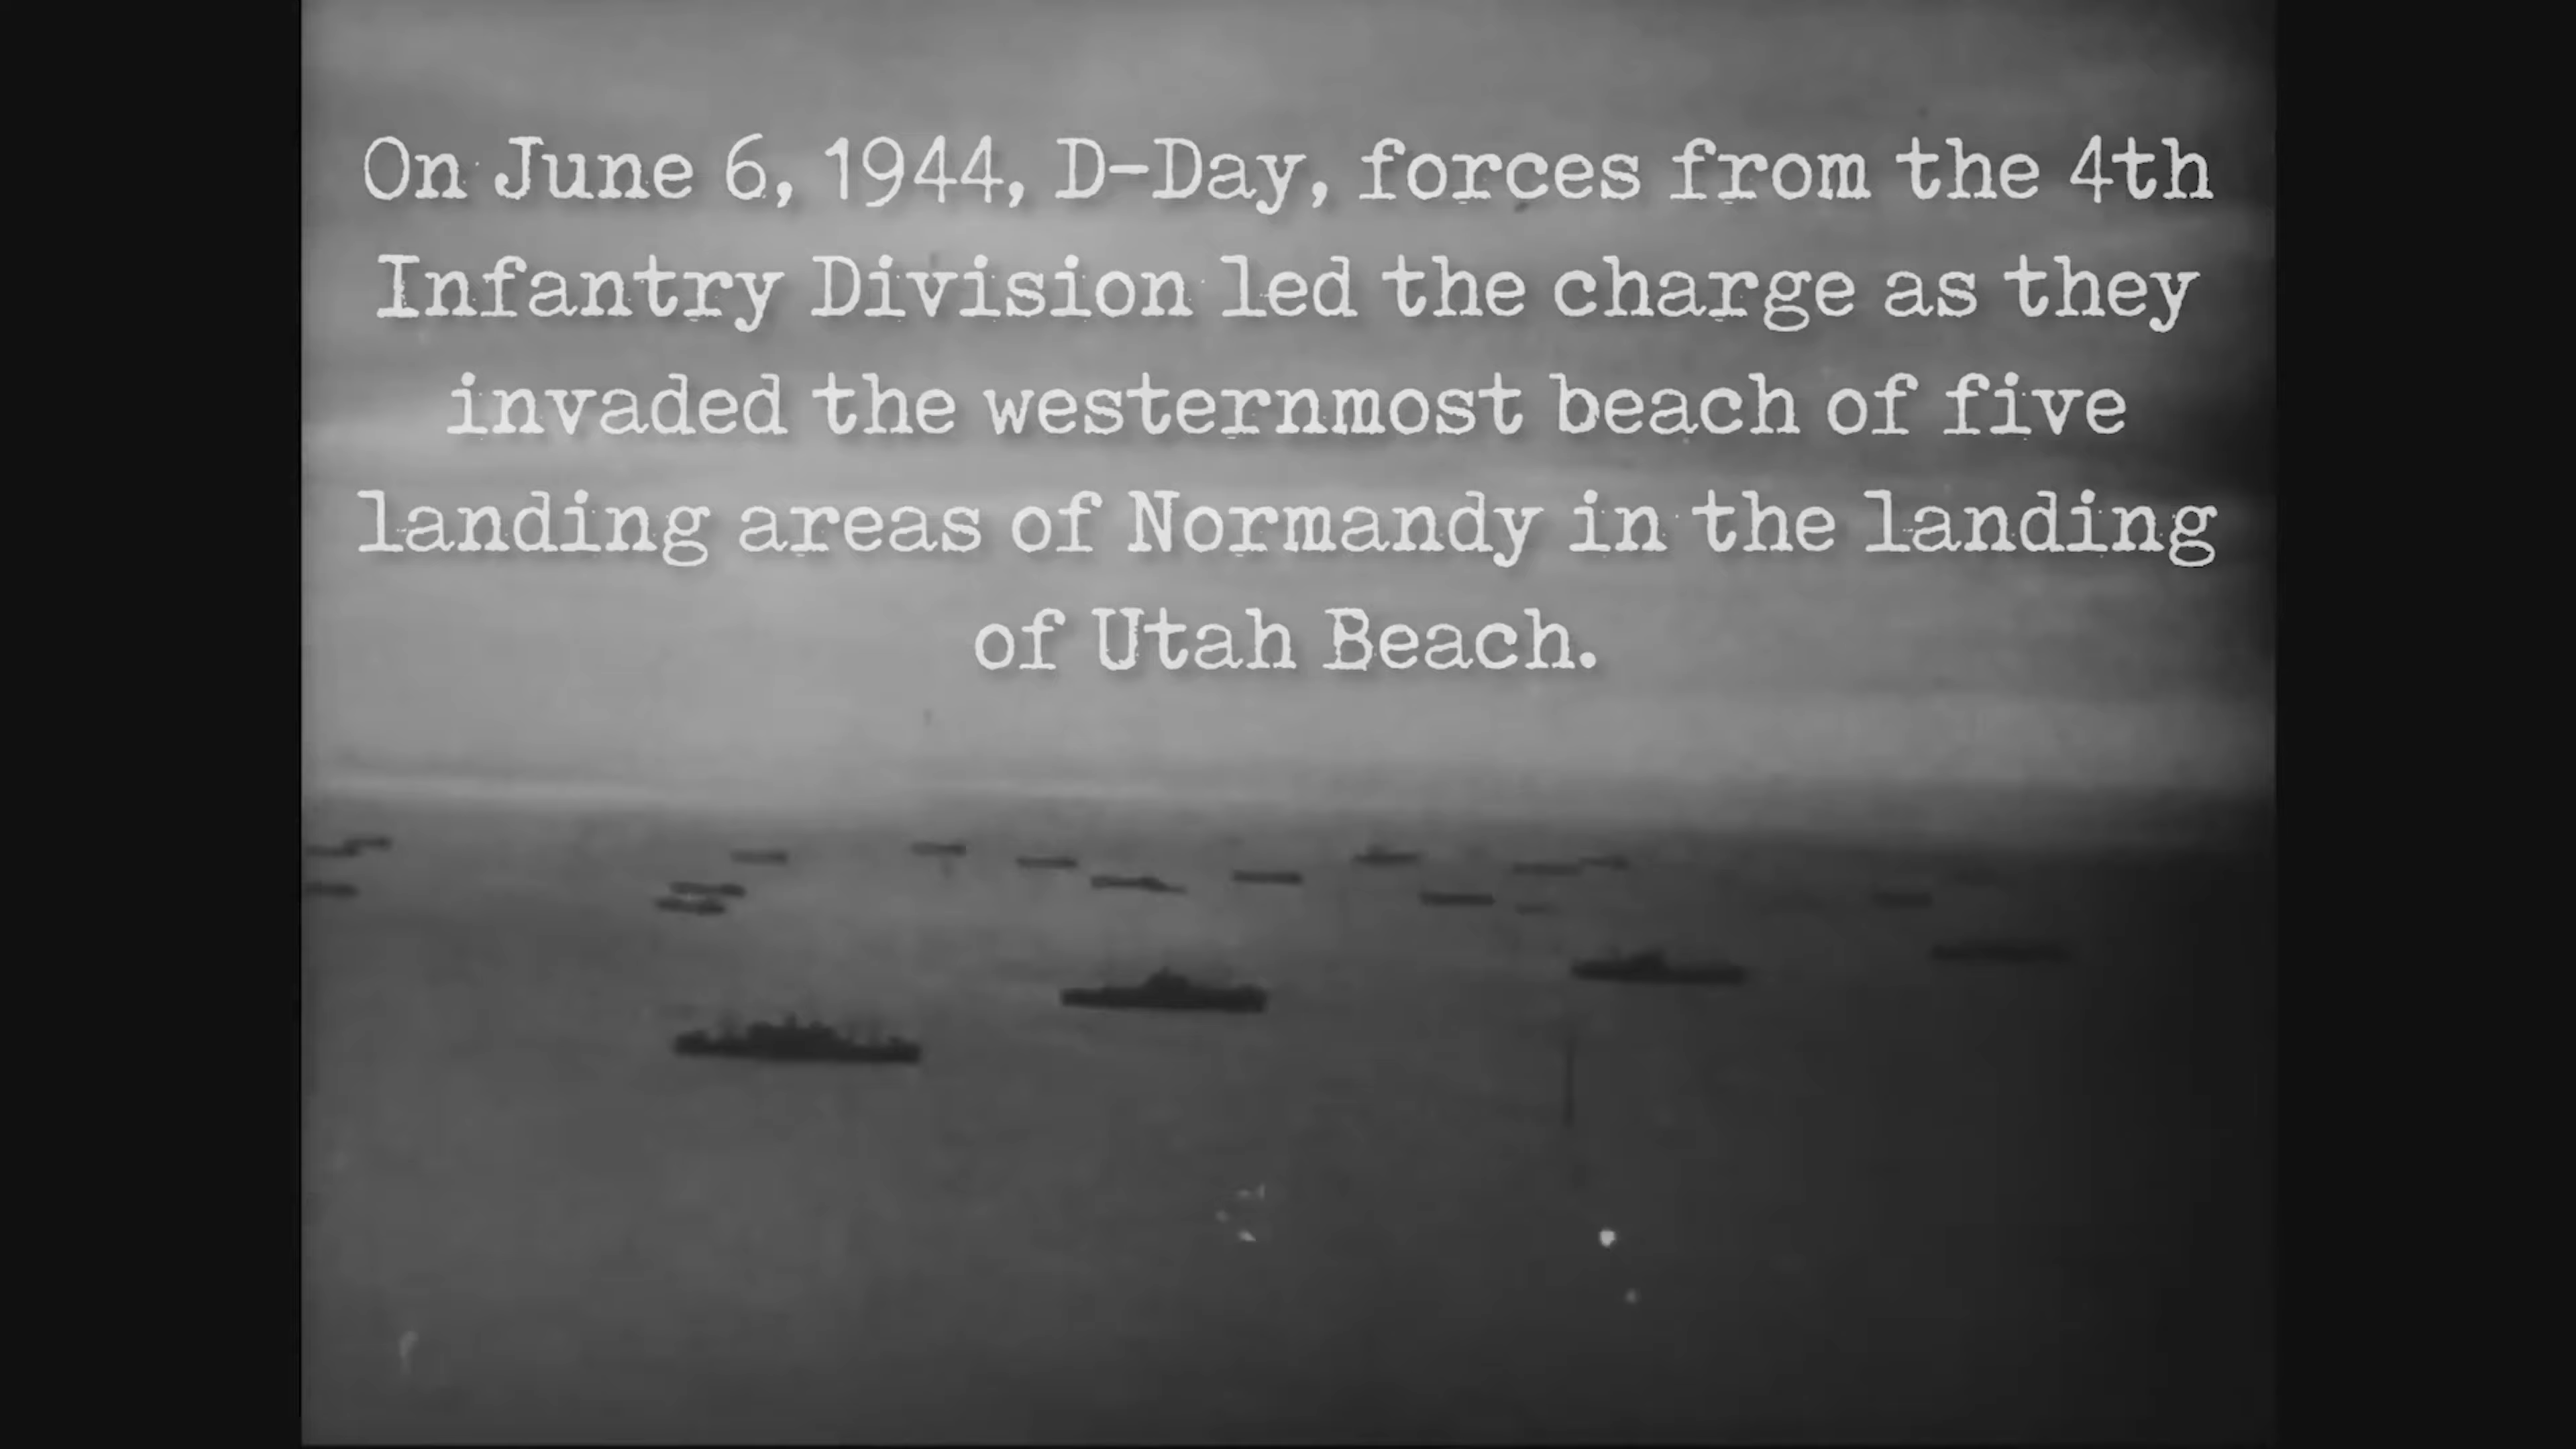 On June 6, 1944, D-Day, forces from the 4th
Infantry Division led the charge as they
invaded the westernmost beach of five
landing areas of Normandy in the landing
of Utah Beach.